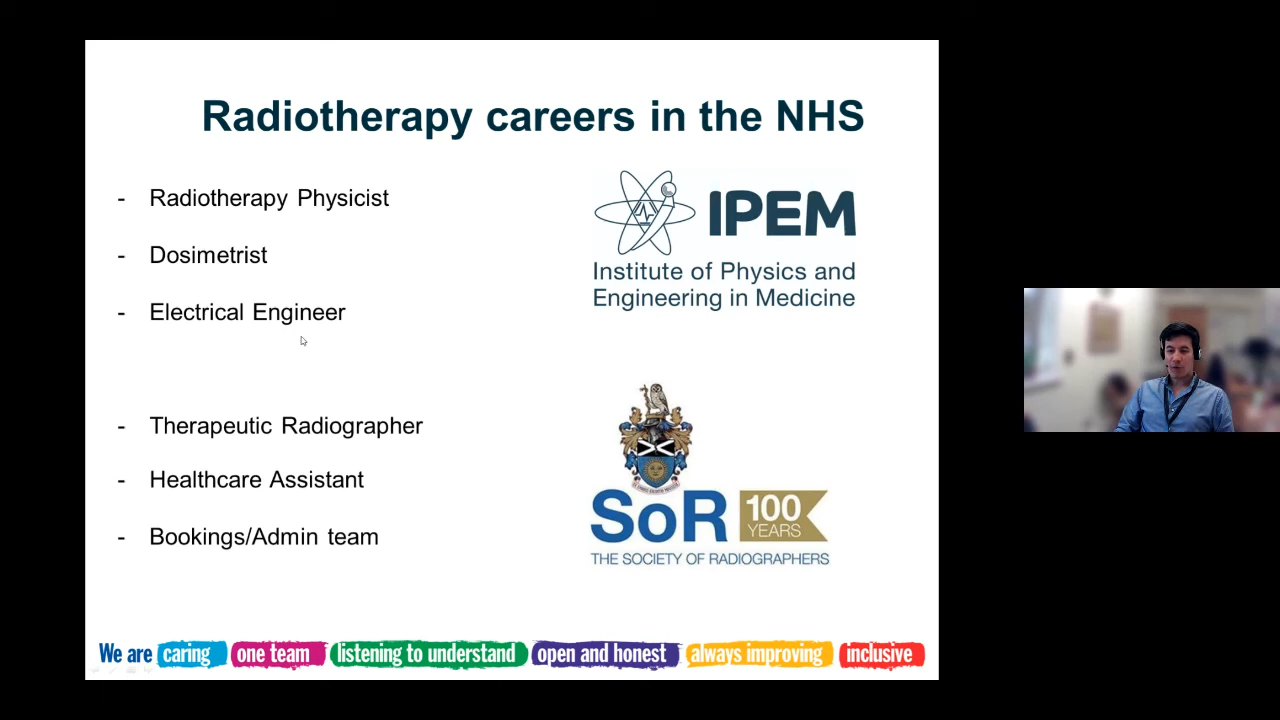 Radiotherapy careers in the NHS
- Radiotherapy Physicist
- Dosimetrist
- Electrical Engineer
IPEM
Institute of Physics and
Engineering in Medicine
- Therapeutic Radiographer
- Healthcare Assistant
- Bookings/Admin team
SoR 100
YEARS
THE SOCIETY OF RADIOGRAPHERS
We are caring one team listening to understand open and honest always improving inclusive